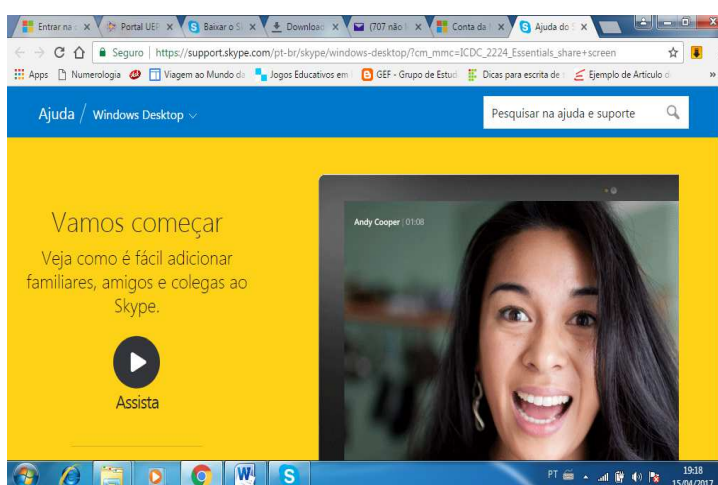 Entrar na
Portal UEP
Baixar o S
Download
(707 não
Conta da
Ajuda do S
Seguro
https://support.skype.com/pt-br/skype/windows-desktop/?cm_mmc=ICDC_2224_Essentials_share+screen
Apps
Numerologia
Viagem ao Mundo da
Jogos Educativos em
GEF - Grupo de Estud
Dicas para escrita de
Ejemplo de Artículo d
»
Ajuda / Windows Desktop
Pesquisar na ajuda e suporte
Vamos começar
Veja como é fácil adicionar
familiares, amigos e colegas ao
Skype.
Assista
Andy Cooper | 01:08
PT
19:18
15/04/2017